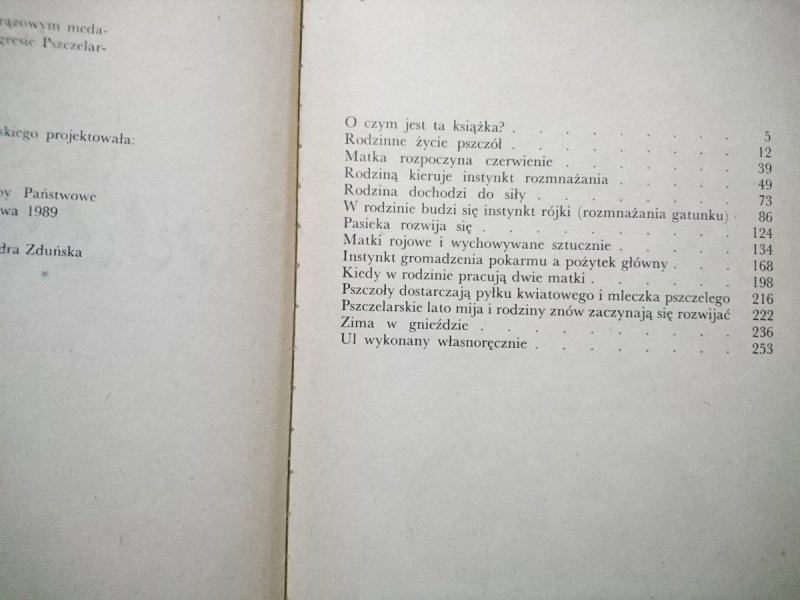 rązowym meda-
gresie Pszczelar-
skiego projektowała:
by Państwowe
wa 1989
dra Zduńska
O czym jest ta książka? . . . . . . . . 5
Rodzinne życie pszczół . . . . . . . . 12
Matka rozpoczyna czerwienie . . . . . . . 39
Rodziną kieruje instynkt rozmnażania . . . . . 49
Rodzina dochodzi do siły . . . . . . . . 73
W rodzinie budzi się instynkt rójki (rozmnażania gatunku) . 86
Pasieka rozwija się . . . . . . . . . 124
Matki rojowe i wychowywane sztucznie . . . . . 134
Instynkt gromadzenia pokarmu a pożytek główny . . . 168
Kiedy w rodzinie pracują dwie matki . . . . . . 198
Pszczoły dostarczają pyłku kwiatowego i mleczka pszczelego 216
Pszczelarskie lato mija i rodziny znów zaczynają się rozwijać 222
Zima w gnieździe . . . . . . . . . 236
Ul wykonany własnoręcznie . . . . . . . 253